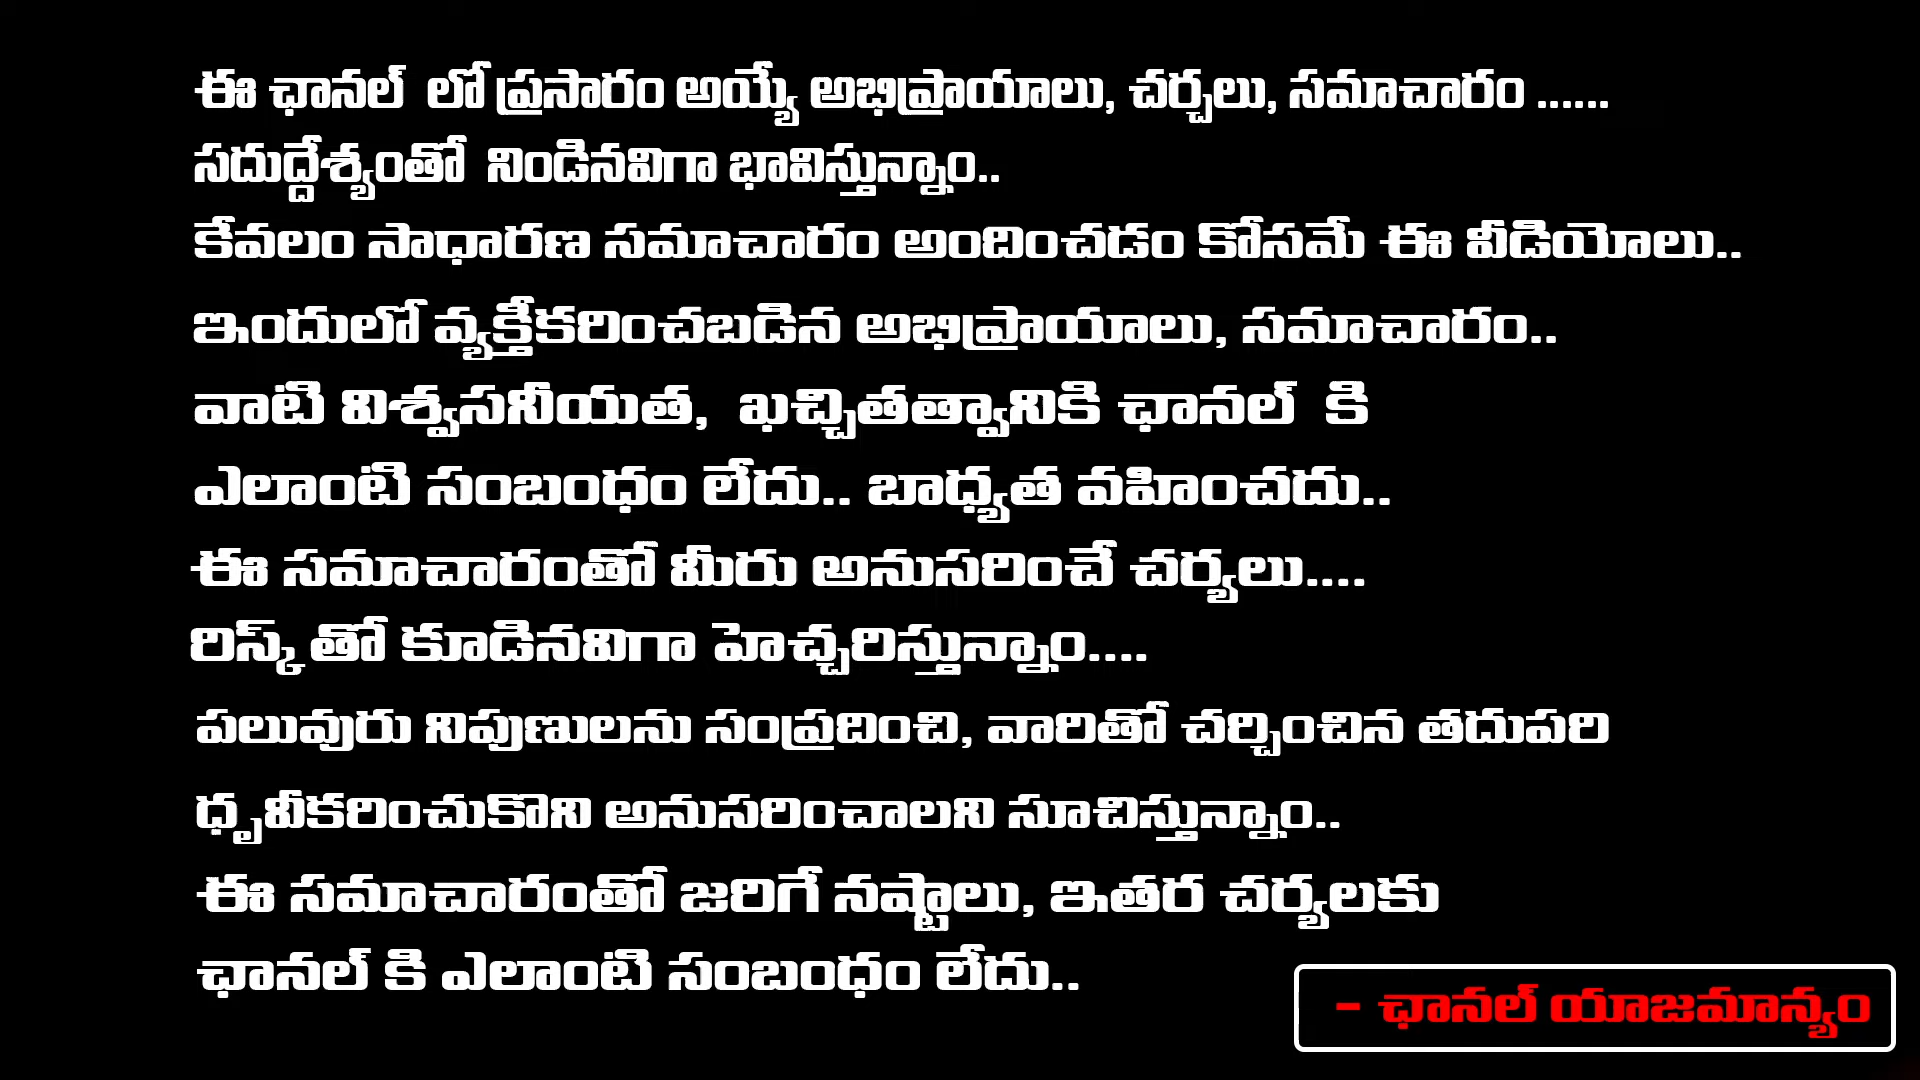 ఈ ఛానల్ లో ప్రసారం అయ్యే అభిప్రాయాలు, చర్చలు, సమాచారం ......
సదుద్దేశ్యంతో నిండినవిగా భావిస్తున్నాం..
కేవలం సాధారణ సమాచారం అందించడం కోసమే ఈ వీడియోలు..
ఇందులో వ్యక్తీకరించబడిన అభిప్రాయాలు, సమాచారం..
వాటి విశ్వసనీయత, ఖచ్చితత్వానికి ఛానల్ కి
ఎలాంటి సంబంధం లేదు.. బాధ్యత వహించదు..
ఈ సమాచారంతో మీరు అనుసరించే చర్యలు....
రిస్క్ తో కూడినవిగా హెచ్చరిస్తున్నాం....
పలువురు నిపుణులను సంప్రదించి, వారితో చర్చించిన తదుపరి
ధృవీకరించుకొని అనుసరించాలని సూచిస్తున్నాం..
ఈ సమాచారంతో జరిగే నష్టాలు, ఇతర చర్యలకు
ఛానల్ కి ఎలాంటి సంబంధం లేదు..
- ఛానల్ యాజమాన్యం